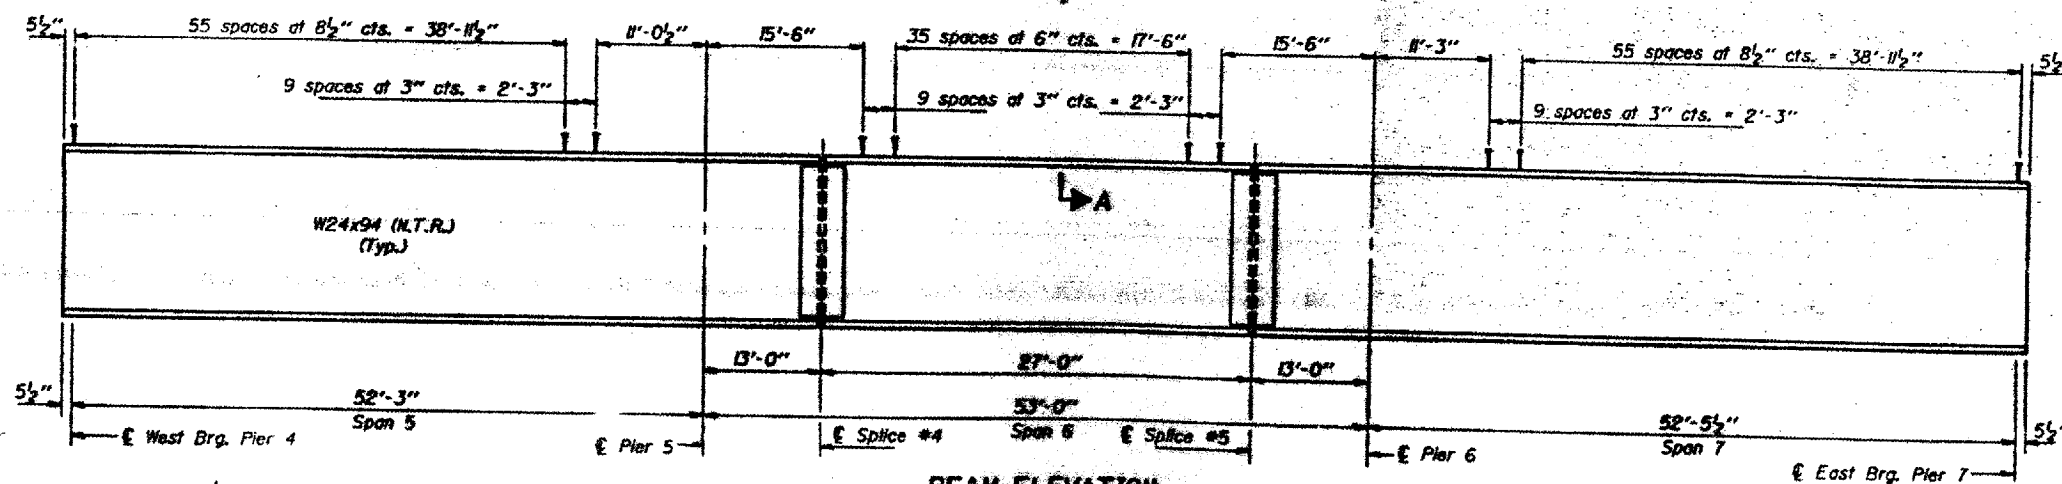 5½" 55 spaces at 8½" cts. = 38'-11½" 11'-0½" 15'-6" 35 spaces at 6" cts. = 17'-6" 15'-6" 11'-3" 55 spaces at 8½" cts. = 38'-11½" 5½"
9 spaces at 3" cts. = 2'-3" 9 spaces at 3" cts. = 2'-3" 9 spaces at 3" cts. = 2'-3"
A
W24x94 (N.T.R.)
(Typ.)
13'-0" 27'-0" 13'-0"
5½" 52'-3" 53'-0" 52'-5½" 5½"
Span 5 Span 6 Span 7
℄ West Brg. Pier 4 ℄ Pier 5 ℄ Splice #4 ℄ Splice #5 ℄ Pier 6 ℄ East Brg. Pier 7
BEAM ELEVATION